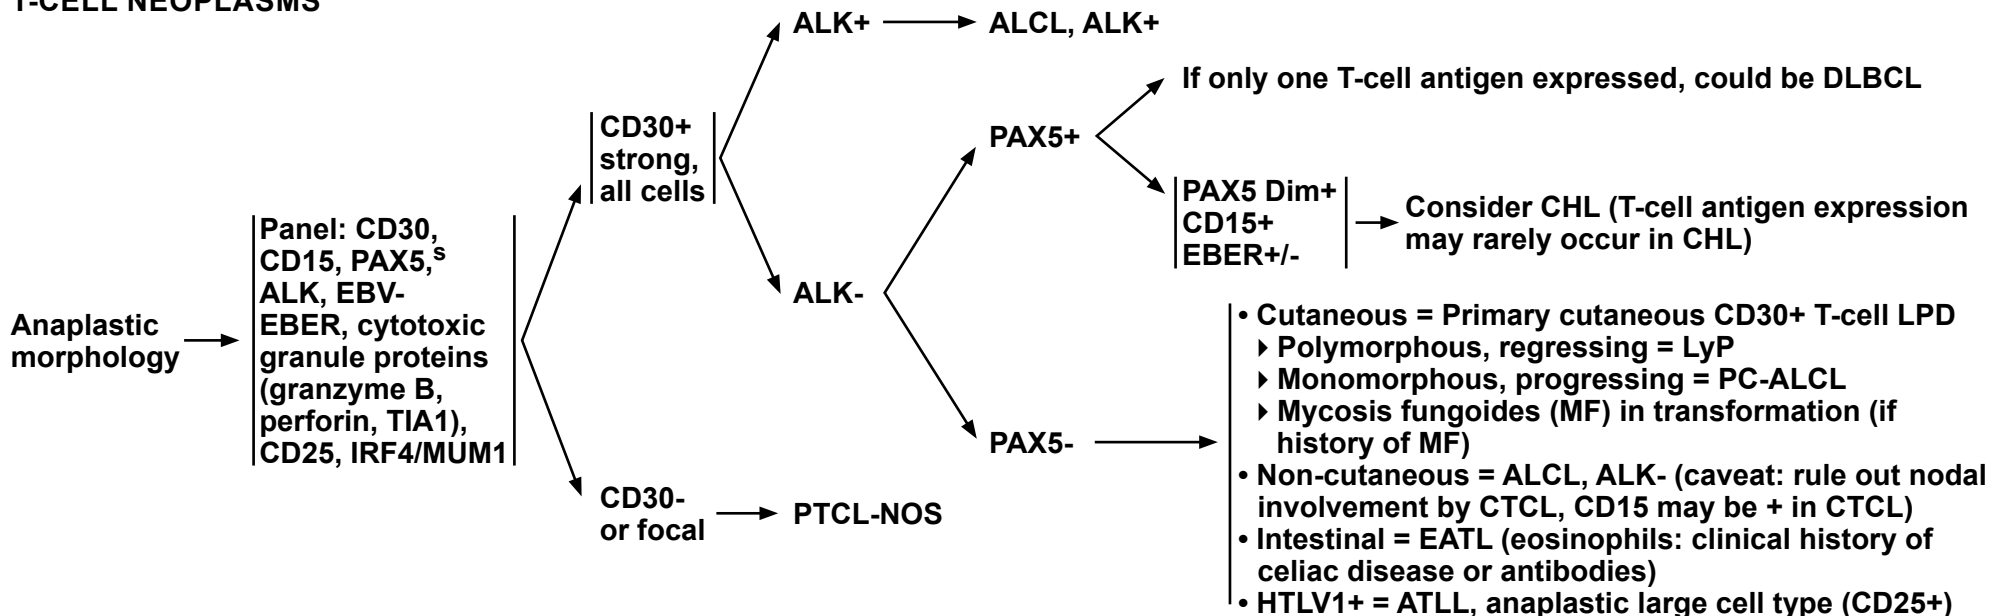 T-CELL NEOPLASMS
ALK+
ALCL, ALK+
If only one T-cell antigen expressed, could be DLBCL
CD30+
strong,
all cells
PAX5+
PAX5 Dim+
CD15+
EBER+/-
Consider CHL (T-cell antigen expression
may rarely occur in CHL)
Panel: CD30,
CD15, PAX5,s
ALK, EBV-
EBER, cytotoxic
granule proteins
(granzyme B,
perforin, TIA1),
CD25, IRF4/MUM1
ALK-
Anaplastic
morphology
• Cutaneous = Primary cutaneous CD30+ T-cell LPD
Polymorphous, regressing = LyP
Monomorphous, progressing = PC-ALCL
Mycosis fungoides (MF) in transformation (if
history of MF)
PAX5-
• Non-cutaneous = ALCL, ALK- (caveat: rule out nodal
involvement by CTCL, CD15 may be + in CTCL)
• Intestinal = EATL (eosinophils: clinical history of
celiac disease or antibodies)
• HTLV1+ = ATLL, anaplastic large cell type (CD25+)
CD30-
or focal
PTCL-NOS